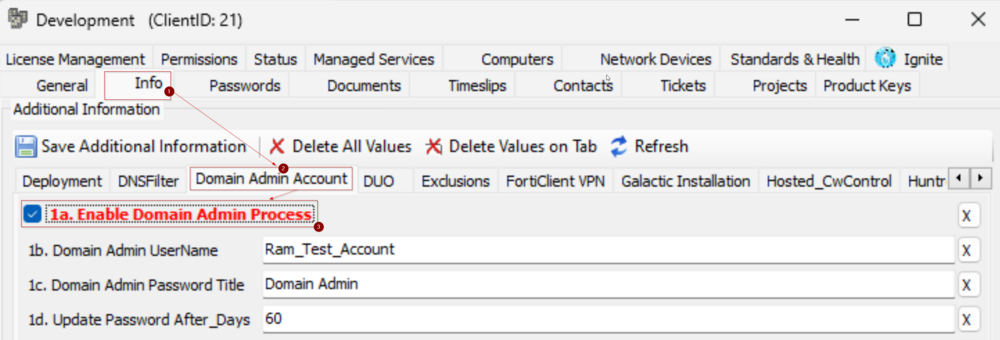 Development (ClientID: 21)
License Management Permissions Status Managed Services Computers Network Devices Standards & Health Ignite
General Info Passwords Documents Timeslips Contacts Tickets Projects Product Keys
1
Additional Information
Save Additional Information Delete All Values Delete Values on Tab Refresh
2
Deployment DNSFilter Domain Admin Account DUO Exclusions FortiClient VPN Galactic Installation Hosted_CwControl Huntr
1a. Enable Domain Admin Process X
3
1b. Domain Admin UserName Ram_Test_Account X
1c. Domain Admin Password Title Domain Admin X
1d. Update Password After_Days 60 X